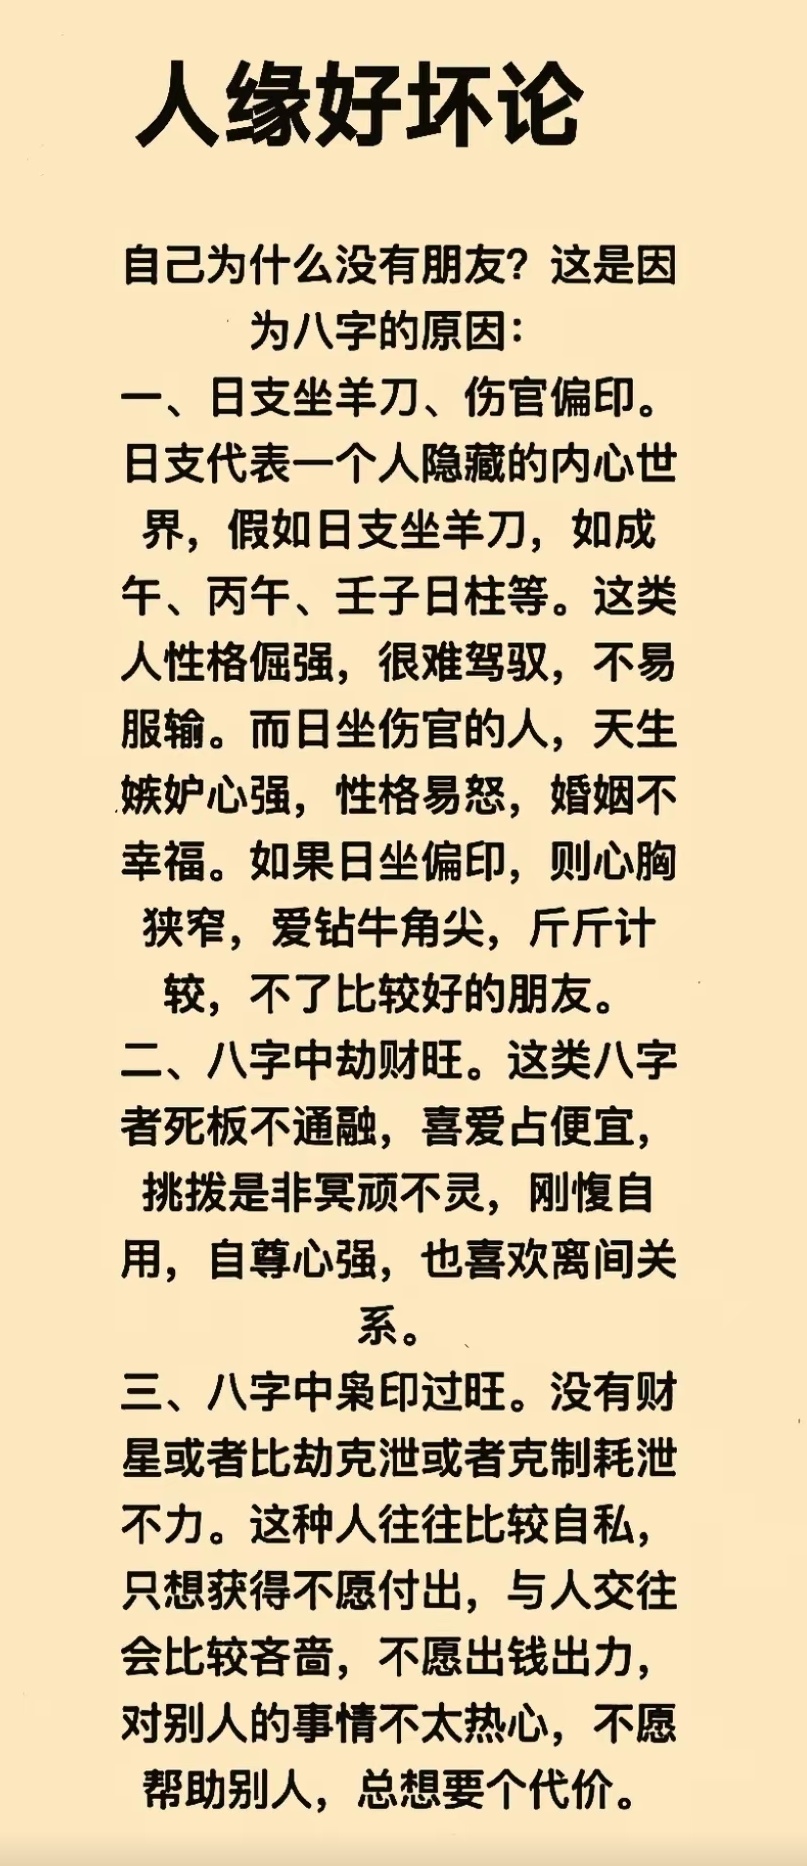 人缘好坏论
自己为什么没有朋友？这是因
为八字的原因：
一、日支坐羊刀、伤官偏印。
日支代表一个人隐藏的内心世
界，假如日支坐羊刀，如成
午、丙午、壬子日柱等。这类
人性格倔强，很难驾驭，不易
服输。而日坐伤官的人，天生
嫉妒心强，性格易怒，婚姻不
幸福。如果日坐偏印，则心胸
狭窄，爱钻牛角尖，斤斤计
较，不了比较好的朋友。
二、八字中劫财旺。这类八字
者死板不通融，喜爱占便宜，
挑拨是非冥顽不灵，刚愎自
用，自尊心强，也喜欢离间关
系。
三、八字中枭印过旺。没有财
星或者比劫克泄或者克制耗泄
不力。这种人往往比较自私，
只想获得不愿付出，与人交往
会比较吝啬，不愿出钱出力，
对别人的事情不太热心，不愿
帮助别人，总想要个代价。